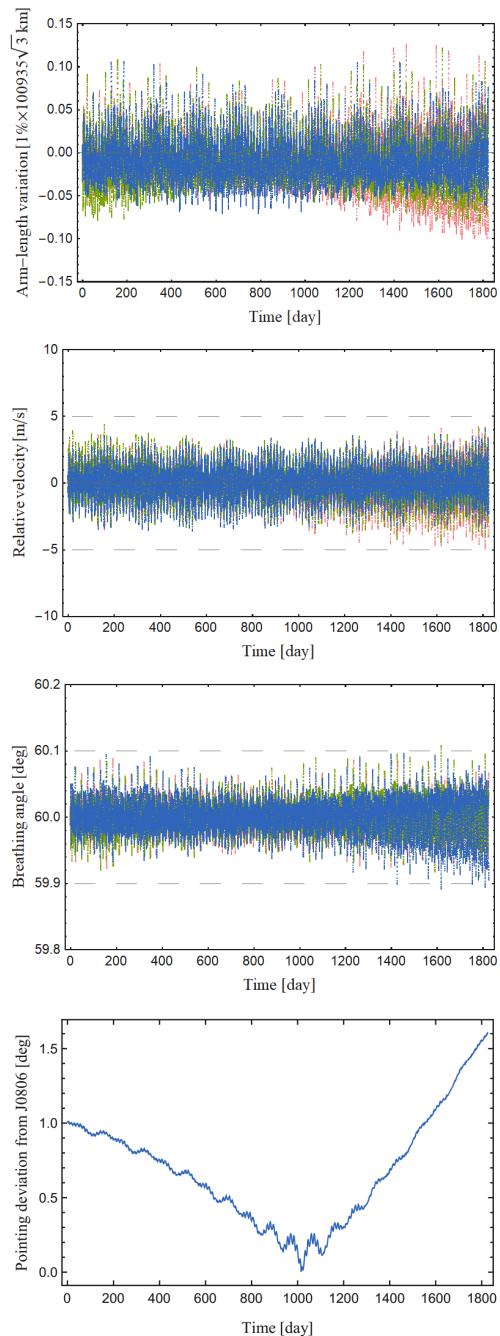 Arm-length variation [1%×100935√3 km]
0.15
0.10
0.05
0.00
-0.05
-0.10
-0.15
0 200 400 600 800 1000 1200 1400 1600 1800
Time [day]
Relative velocity [m/s]
10
5
0
-5
-10
0 200 400 600 800 1000 1200 1400 1600 1800
Time [day]
Breathing angle [deg]
60.2
60.1
60.0
59.9
59.8
0 200 400 600 800 1000 1200 1400 1600 1800
Time [day]
Pointing deviation from J0806 [deg]
1.5
1.0
0.5
0.0
0 200 400 600 800 1000 1200 1400 1600 1800
Time [day]